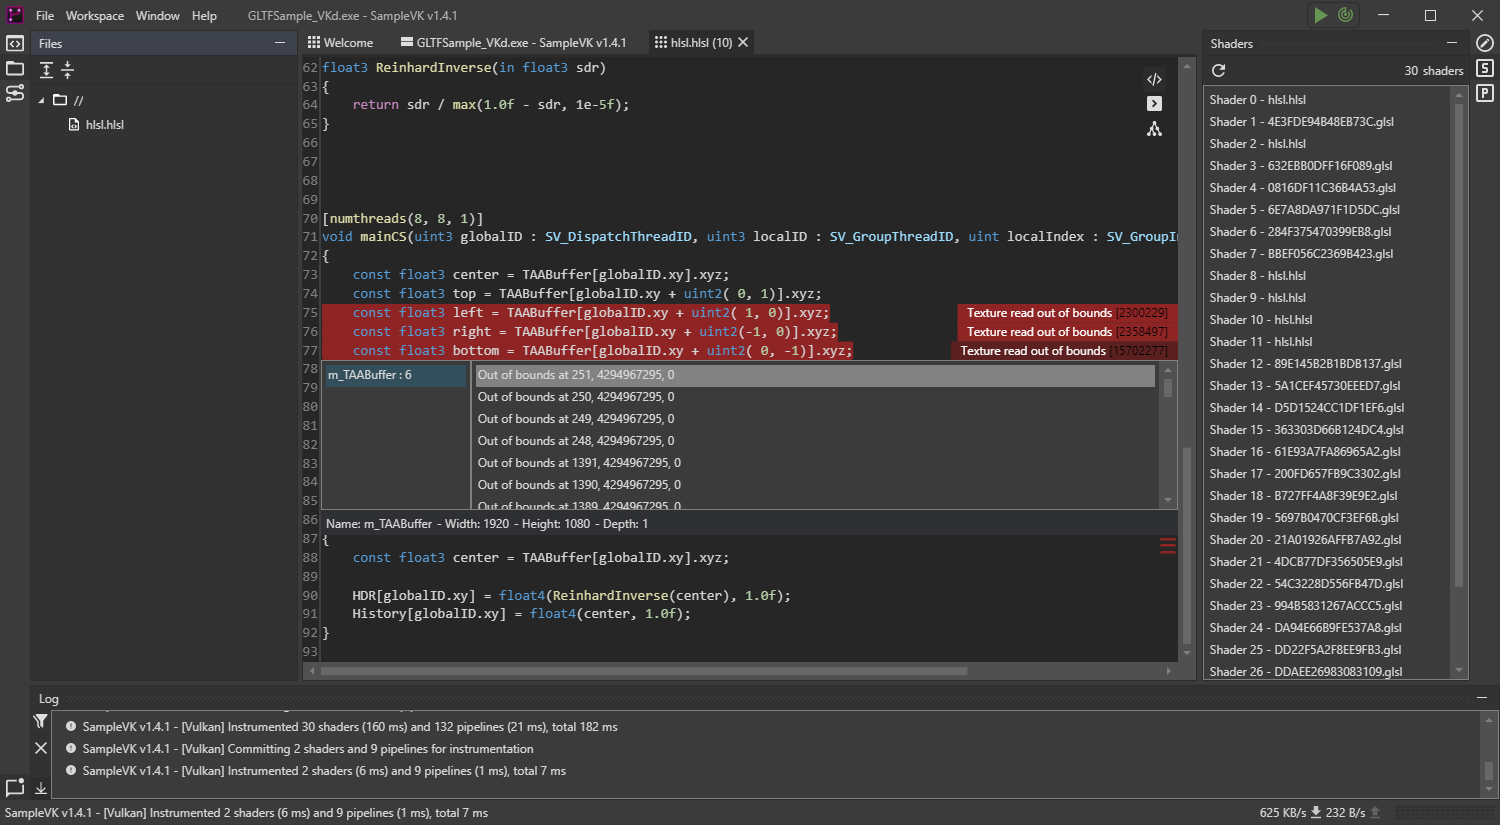 File Workspace Window Help GLTFSample_VKd.exe - SampleVK v1.4.1
Files
//
hlsl.hlsl
Welcome GLTFSample_VKd.exe - SampleVK v1.4.1 hlsl.hlsl (10)
62 float3 ReinhardInverse(in float3 sdr)
63 {
64 return sdr / max(1.0f - sdr, 1e-5f);
65 }
66
67
68
69
70 [numthreads(8, 8, 1)]
71 void mainCS(uint3 globalID : SV_DispatchThreadID, uint3 localID : SV_GroupThreadID, uint localIndex : SV_GroupI
72 {
73 const float3 center = TAABuffer[globalID.xy].xyz;
74 const float3 top = TAABuffer[globalID.xy + uint2( 0, 1)].xyz;
75 const float3 left = TAABuffer[globalID.xy + uint2( 1, 0)].xyz; Texture read out of bounds [2300229]
76 const float3 right = TAABuffer[globalID.xy + uint2(-1, 0)].xyz; Texture read out of bounds [2358497]
77 const float3 bottom = TAABuffer[globalID.xy + uint2( 0, -1)].xyz; Texture read out of bounds [15702277]
78
79
80
81
82
83
84
85
86
m_TAABuffer : 6
Out of bounds at 251, 4294967295, 0
Out of bounds at 250, 4294967295, 0
Out of bounds at 249, 4294967295, 0
Out of bounds at 248, 4294967295, 0
Out of bounds at 1391, 4294967295, 0
Out of bounds at 1390, 4294967295, 0
Out of bounds at 1389, 4294967295, 0
Name: m_TAABuffer - Width: 1920 - Height: 1080 - Depth: 1
87 {
88 const float3 center = TAABuffer[globalID.xy].xyz;
89
90 HDR[globalID.xy] = float4(ReinhardInverse(center), 1.0f);
91 History[globalID.xy] = float4(center, 1.0f);
92 }
93
Shaders
30 shaders
Shader 0 - hlsl.hlsl
Shader 1 - 4E3FDE94B48EB73C.glsl
Shader 2 - hlsl.hlsl
Shader 3 - 632EBB0DFF16F089.glsl
Shader 4 - 0816DF11C36B4A53.glsl
Shader 5 - 6E7A8DA971F1D5DC.glsl
Shader 6 - 284F375470399EB8.glsl
Shader 7 - BBEF056C2369B423.glsl
Shader 8 - hlsl.hlsl
Shader 9 - hlsl.hlsl
Shader 10 - hlsl.hlsl
Shader 11 - hlsl.hlsl
Shader 12 - 89E145B2B1BDB137.glsl
Shader 13 - 5A1CEF45730EEED7.glsl
Shader 14 - D5D1524CC1DF1EF6.glsl
Shader 15 - 363303D66B124DC4.glsl
Shader 16 - 61E93A7FA86965A2.glsl
Shader 17 - 200FD657FB9C3302.glsl
Shader 18 - B727FF4A8F39E9E2.glsl
Shader 19 - 5697B0470CF3EF6B.glsl
Shader 20 - 21A01926AFFB7A92.glsl
Shader 21 - 4DCB77DF356505E9.glsl
Shader 22 - 54C3228D556FB47D.glsl
Shader 23 - 994B5831267ACCC5.glsl
Shader 24 - DA94E66B9FE537A8.glsl
Shader 25 - DD22F5A2F8EE9FB3.glsl
Shader 26 - DDAEE26983083109.glsl
S
P
Log
SampleVK v1.4.1 - [Vulkan] Instrumented 30 shaders (160 ms) and 132 pipelines (21 ms), total 182 ms
SampleVK v1.4.1 - [Vulkan] Committing 2 shaders and 9 pipelines for instrumentation
SampleVK v1.4.1 - [Vulkan] Instrumented 2 shaders (6 ms) and 9 pipelines (1 ms), total 7 ms
SampleVK v1.4.1 - [Vulkan] Instrumented 2 shaders (6 ms) and 9 pipelines (1 ms), total 7 ms
625 KB/s 232 B/s